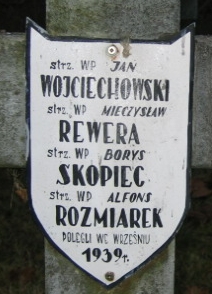 strz. WP JAN
WOJCIECHOWSKI
strz. WP MIECZYSŁAW
REWERA
strz. WP BORYS
SKOPIEC
strz. WP ALFONS
ROZMIAREK
POLEGLI WE WRZEŚNIU
1939r.